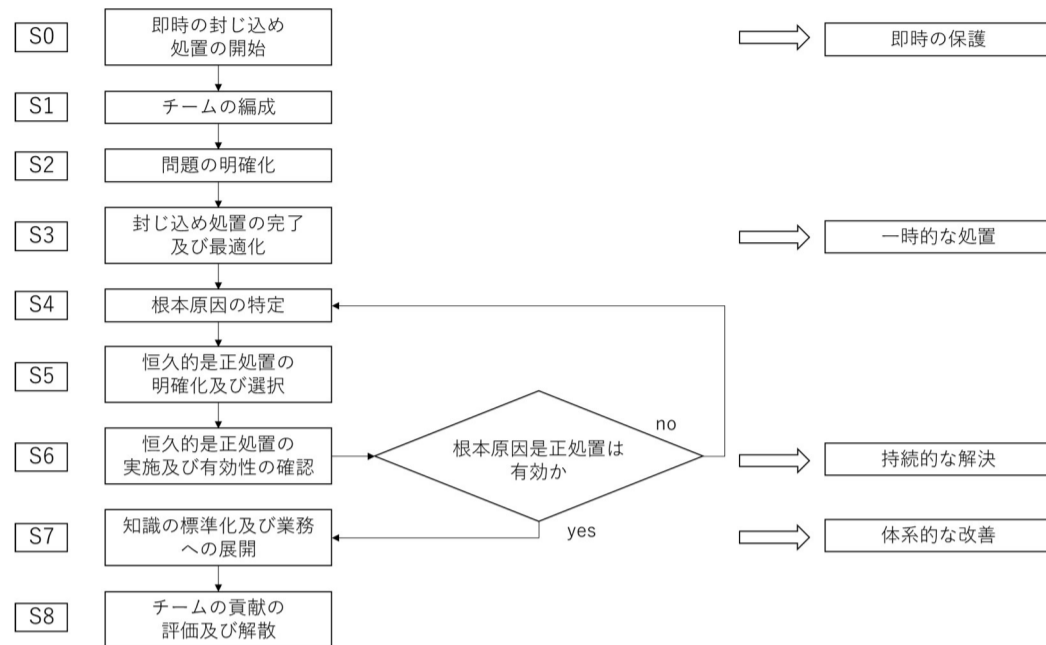 S0
即時の封じ込め
処置の開始
即時の保護
S1
チームの編成
S2
問題の明確化
S3
封じ込め処置の完了
及び最適化
一時的な処置
S4
根本原因の特定
S5
恒久的是正処置の
明確化及び選択
no
S6
恒久的是正処置の
実施及び有効性の確認
根本原因是正処置は
有効か
持続的な解決
yes
S7
知識の標準化及び業務
への展開
体系的な改善
S8
チームの貢献の
評価及び解散